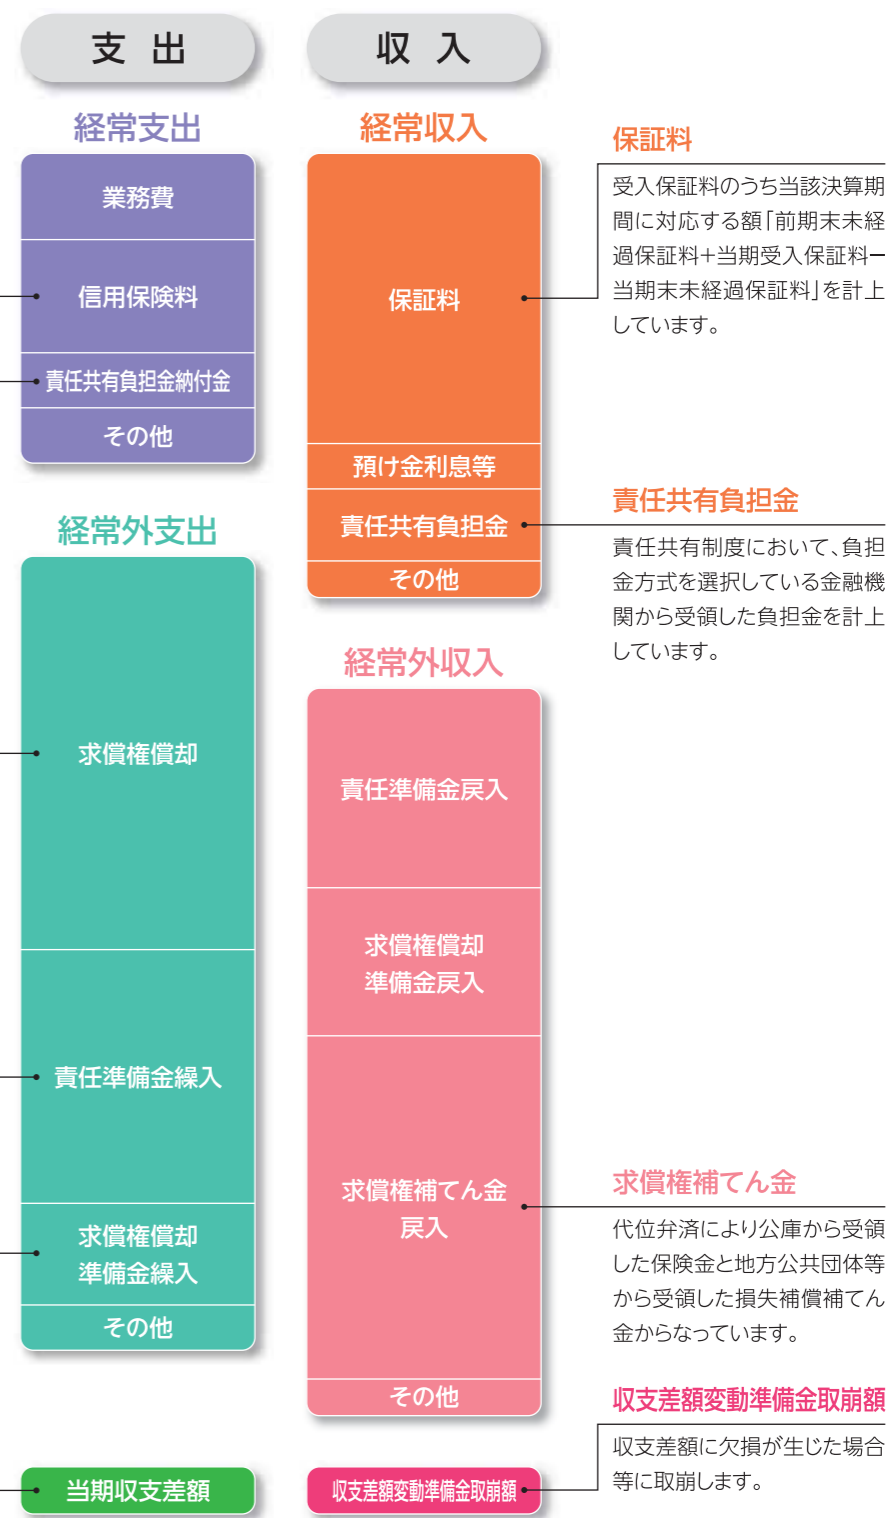 支 出
経常支出
業務費
信用保険料
責任共有負担金納付金
その他
経常外支出
求償権償却
責任準備金繰入
求償権償却
準備金繰入
その他
当期収支差額
収 入
経常収入
保証料
預け金利息等
責任共有負担金
その他
経常外収入
責任準備金戻入
求償権償却
準備金戻入
求償権補てん金
戻入
その他
収支差額変動準備金取崩額
保証料
受入保証料のうち当該決算期
間に対応する額「前期末未経
過保証料+当期受入保証料ー
当期末未経過保証料」を計上
しています。
責任共有負担金
責任共有制度において、負担
金方式を選択している金融機
関から受領した負担金を計上
しています。
求償権補てん金
代位弁済により公庫から受領
した保険金と地方公共団体等
から受領した損失補償補てん
金からなっています。
収支差額変動準備金取崩額
収支差額に欠損が生じた場合
等に取崩します。